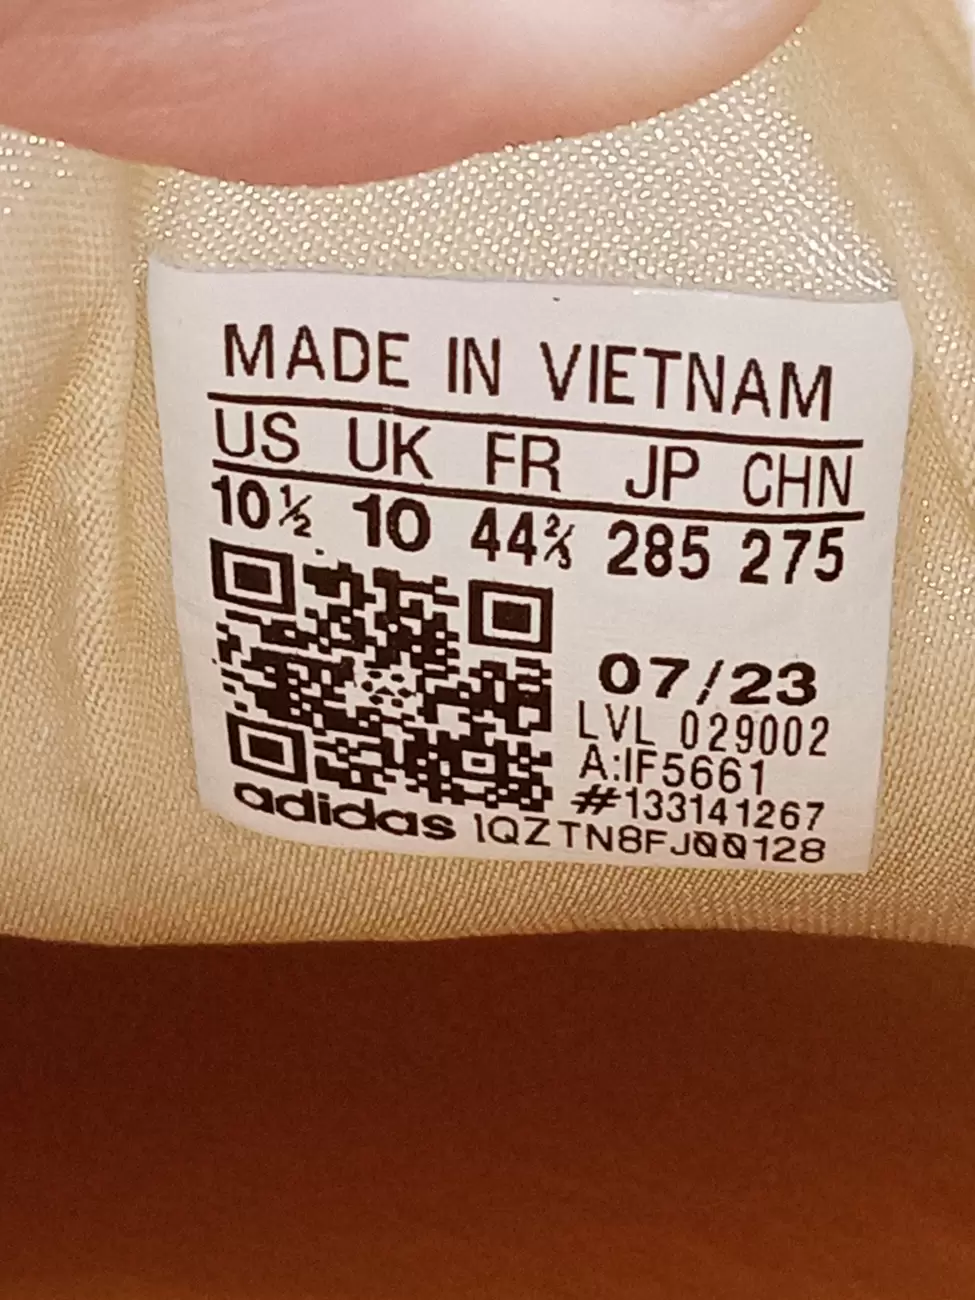 MADE IN VIETNAM
US UK FR JP CHN
10½ 10 44⅔ 285 275
07/23
LVL 029002
A:IF5661
#133141267
adidas 1QZTN8FJ00128